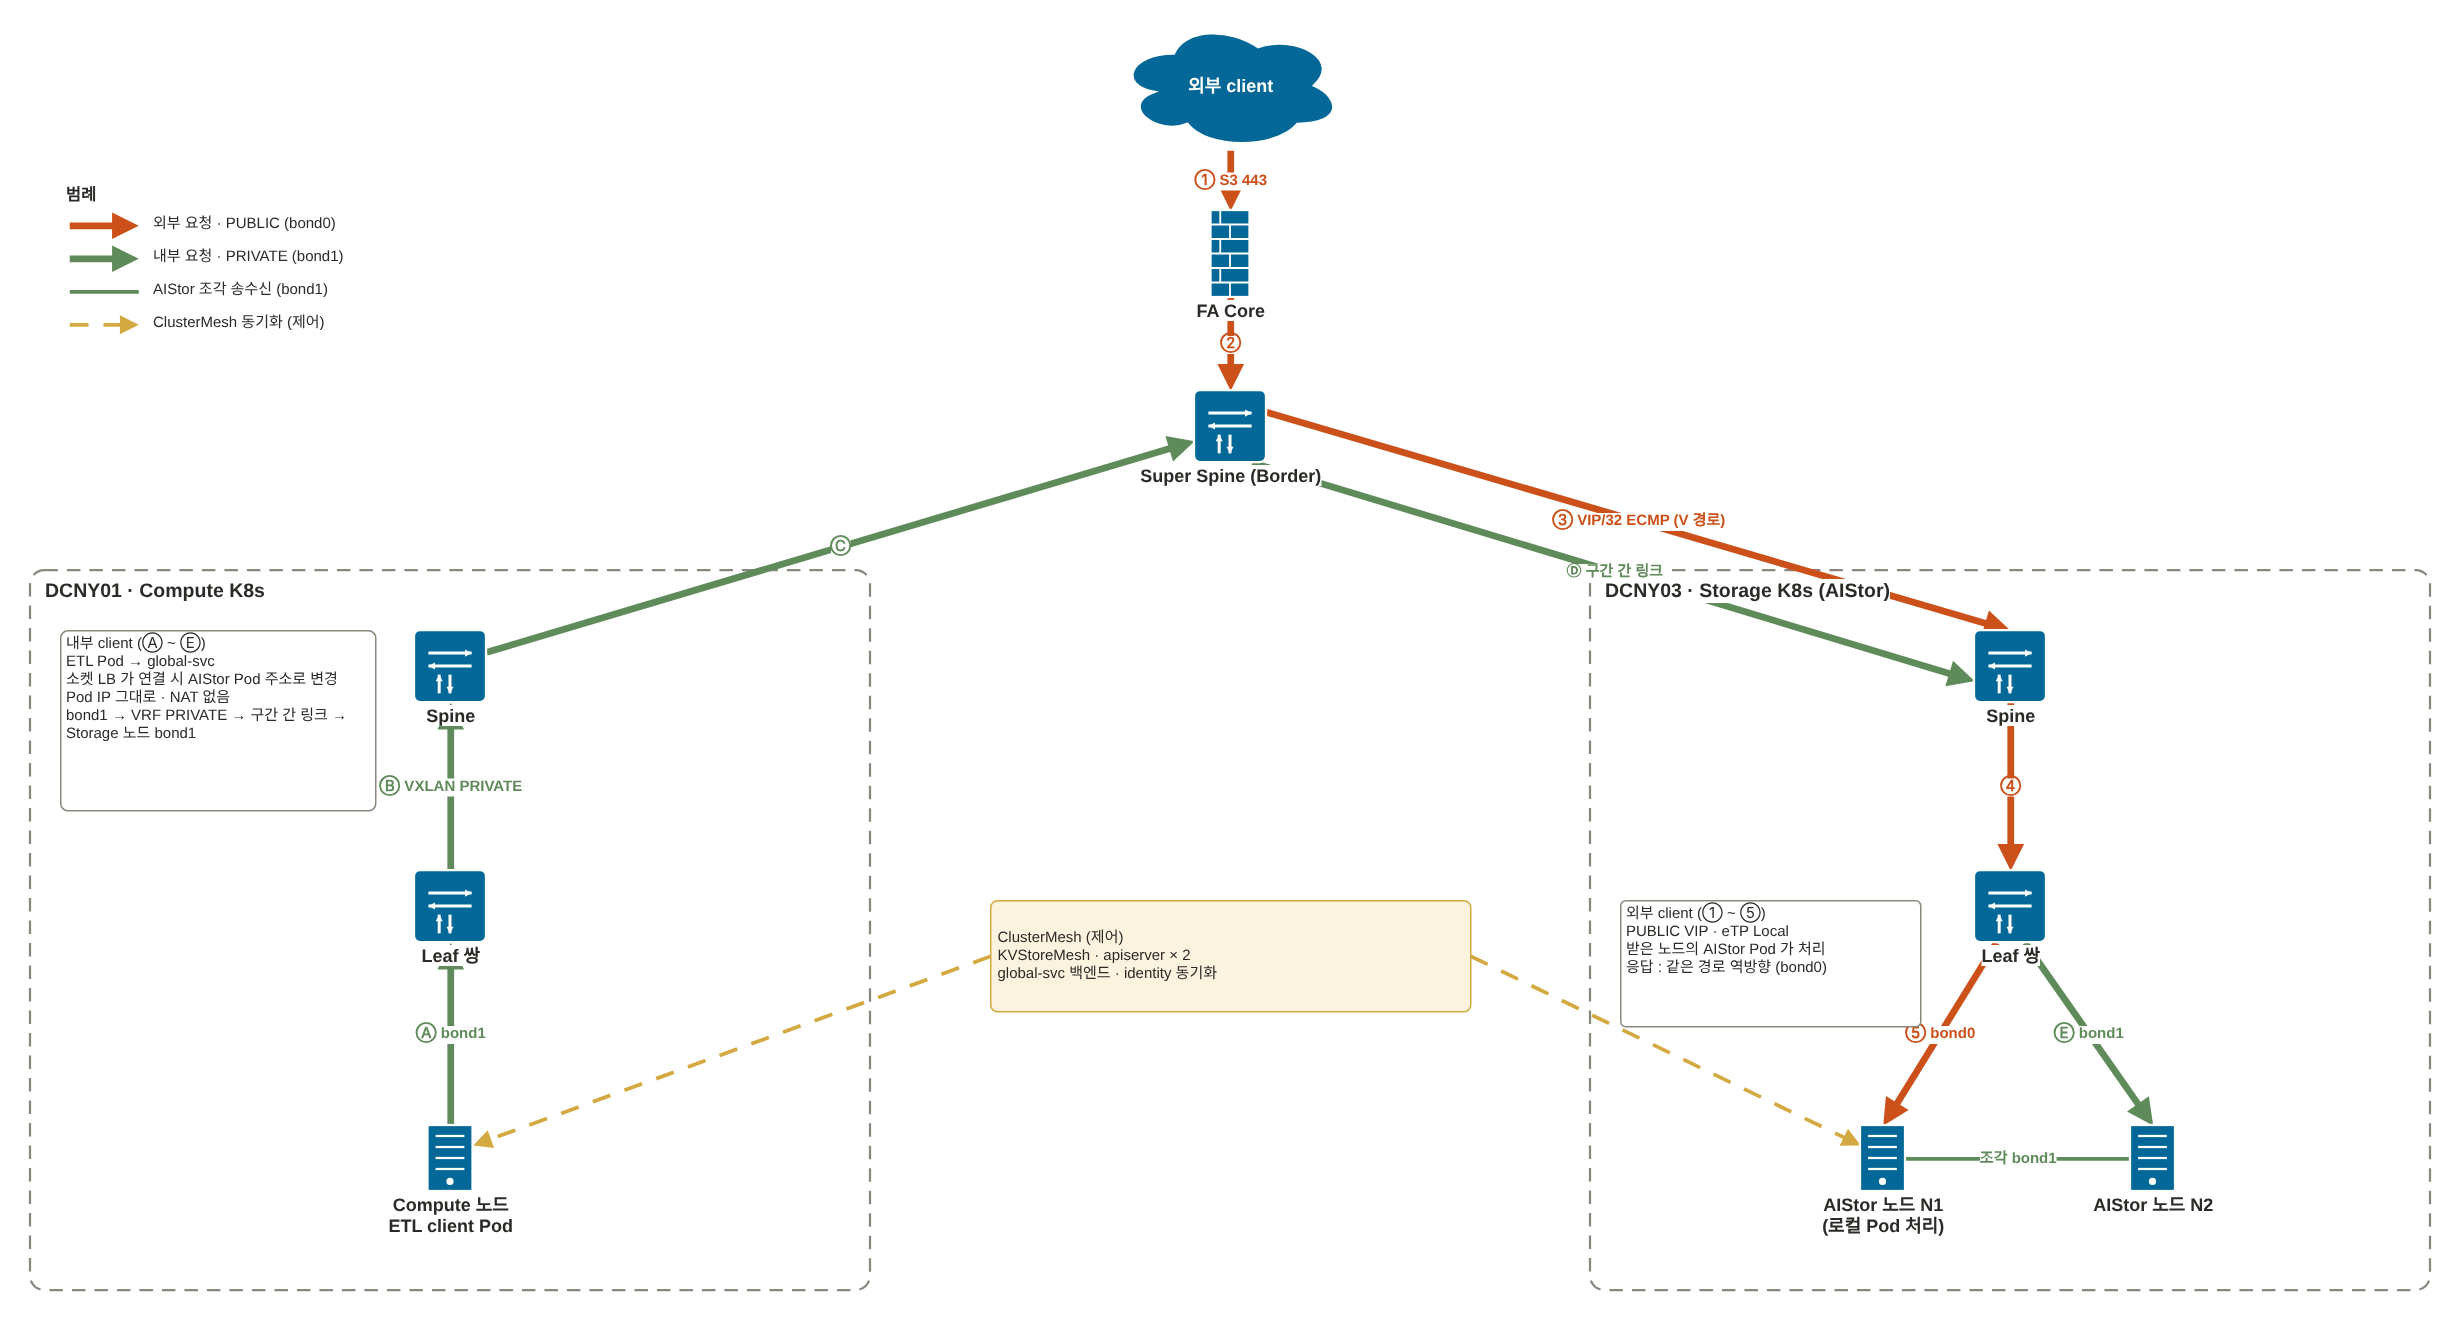 외부 client
① S3 443
FA Core
②
Super Spine (Border)
범례
외부 요청 · PUBLIC (bond0)
내부 요청 · PRIVATE (bond1)
AIStor 조각 송수신 (bond1)
ClusterMesh 동기화 (제어)
③ VIP/32 ECMP (V 경로)
Ⓒ
Ⓓ 구간 간 링크
DCNY01 · Compute K8s
내부 client (Ⓐ ~ Ⓔ)
ETL Pod → global-svc
소켓 LB 가 연결 시 AIStor Pod 주소로 변경
Pod IP 그대로 · NAT 없음
bond1 → VRF PRIVATE → 구간 간 링크 →
Storage 노드 bond1
Spine
Ⓑ VXLAN PRIVATE
Leaf 쌍
Ⓐ bond1
Compute 노드
ETL client Pod
ClusterMesh (제어)
KVStoreMesh · apiserver × 2
global-svc 백엔드 · identity 동기화
DCNY03 · Storage K8s (AIStor)
Spine
④
외부 client (① ~ ⑤)
PUBLIC VIP · eTP Local
받은 노드의 AIStor Pod 가 처리
응답 : 같은 경로 역방향 (bond0)
Leaf 쌍
⑤ bond0
Ⓔ bond1
조각 bond1
AIStor 노드 N1
(로컬 Pod 처리)
AIStor 노드 N2